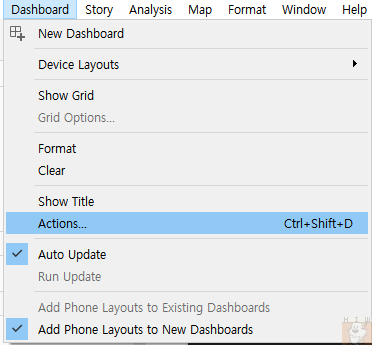 Dashboard Story Analysis Map Format Window Help
New Dashboard
Device Layouts
Show Grid
Grid Options...
Format
Clear
Show Title
Actions... Ctrl+Shift+D
Auto Update
Run Update
Add Phone Layouts to Existing Dashboards
Add Phone Layouts to New Dashboards